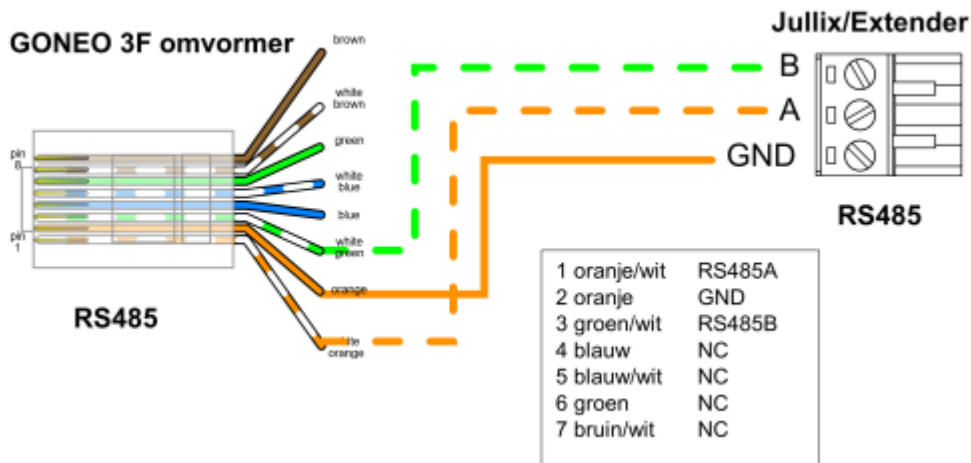 Jullix/Extender
GONEO 3F omvormer
brown
B
white
brown
A
green
pin
8
GND
white
blue
blue
RS485
white
green
pin
1
orange
RS485
orange
1 oranje/wit RS485A
2 oranje GND
3 groen/wit RS485B
4 blauw NC
5 blauw/wit NC
6 groen NC
7 bruin/wit NC